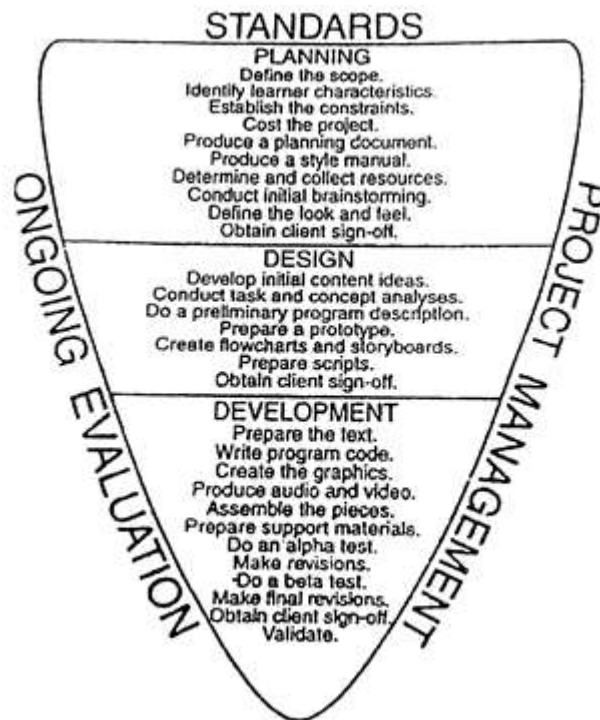 STANDARDS
PLANNING
Define the scope.
Identify learner characteristics.
Establish the constraints.
Cost the project.
Produce a planning document.
Produce a style manual.
Determine and collect resources.
Conduct initial brainstorming.
Define the look and feel.
Obtain client sign-off.
DESIGN
Develop initial content ideas.
Conduct task and concept analyses.
Do a preliminary program description.
Prepare a prototype.
Create flowcharts and storyboards.
Prepare scripts.
Obtain client sign-off.
DEVELOPMENT
Prepare the text.
Write program code.
Create the graphics.
Produce audio and video.
Assemble the pieces.
Prepare support materials.
Do an alpha test.
Make revisions.
Do a beta test.
Make final revisions.
Obtain client sign-off.
Validate.
ONGOING EVALUATION
PROJECT MANAGEMENT